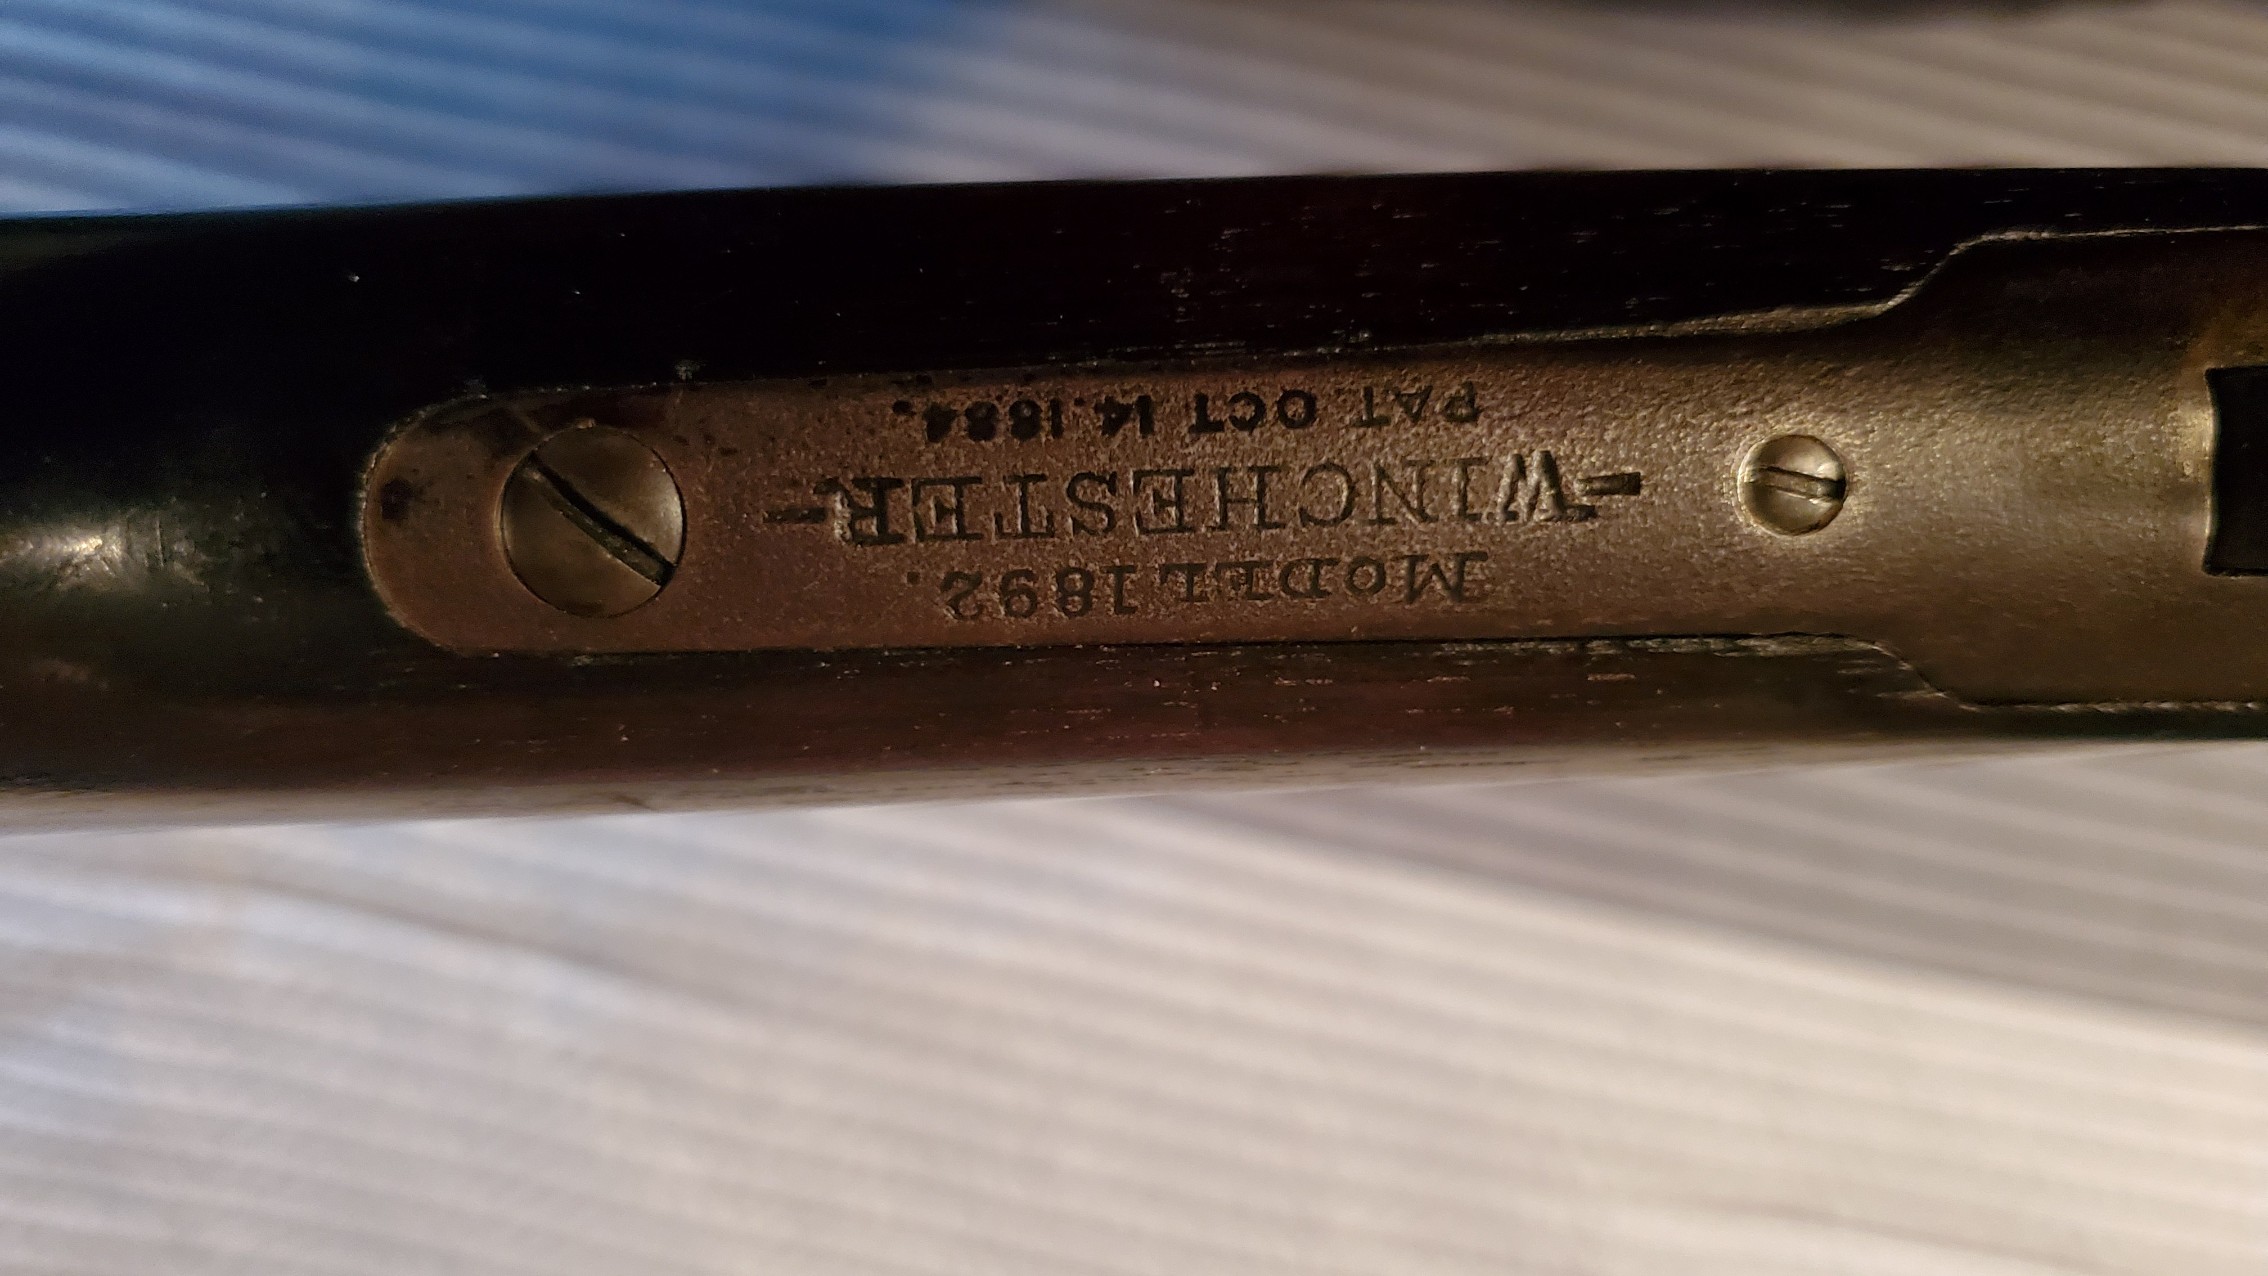 MODEL 1892.
-WINCHESTER-
PAT. OCT 14.1884.